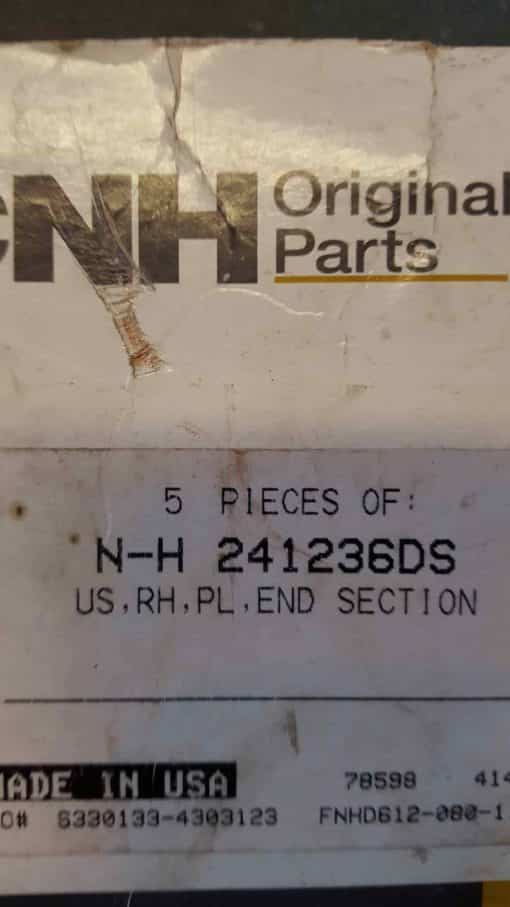 CNH Original
Parts
5 PIECES OF:
N-H 241236DS
US,RH,PL,END SECTION
MADE IN USA 78598 414
O# 6330133-4303123 FNHD612-080-1